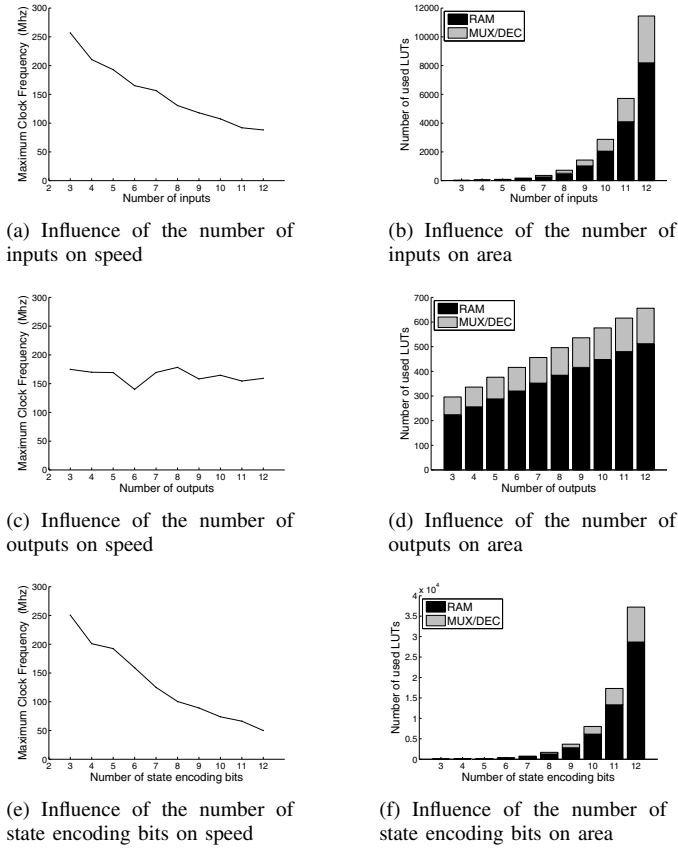 300
250
200
150
100
50
0
Maximum Clock Frequency (Mhz)
2 3 4 5 6 7 8 9 10 11 12
Number of inputs
(a) Influence of the number of
inputs on speed
12000
10000
8000
6000
4000
2000
0
Number of used LUTs
RAM
MUX/DEC
3 4 5 6 7 8 9 10 11 12
Number of inputs
(b) Influence of the number of
inputs on area
300
250
200
150
100
50
0
Maximum Clock Frequency (Mhz)
2 3 4 5 6 7 8 9 10 11 12
Number of outputs
(c) Influence of the number of
outputs on speed
700
600
500
400
300
200
100
0
Number of used LUTs
RAM
MUX/DEC
3 4 5 6 7 8 9 10 11 12
Number of outputs
(d) Influence of the number of
outputs on area
300
250
200
150
100
50
0
Maximum Clock Frequency (Mhz)
2 3 4 5 6 7 8 9 10 11 12
Number of state encoding bits
(e) Influence of the number of
state encoding bits on speed
x 10^4
4
3.5
3
2.5
2
1.5
1
0.5
0
Number of used LUTs
RAM
MUX/DEC
3 4 5 6 7 8 9 10 11 12
Number of state encoding bits
(f) Influence of the number of
state encoding bits on area